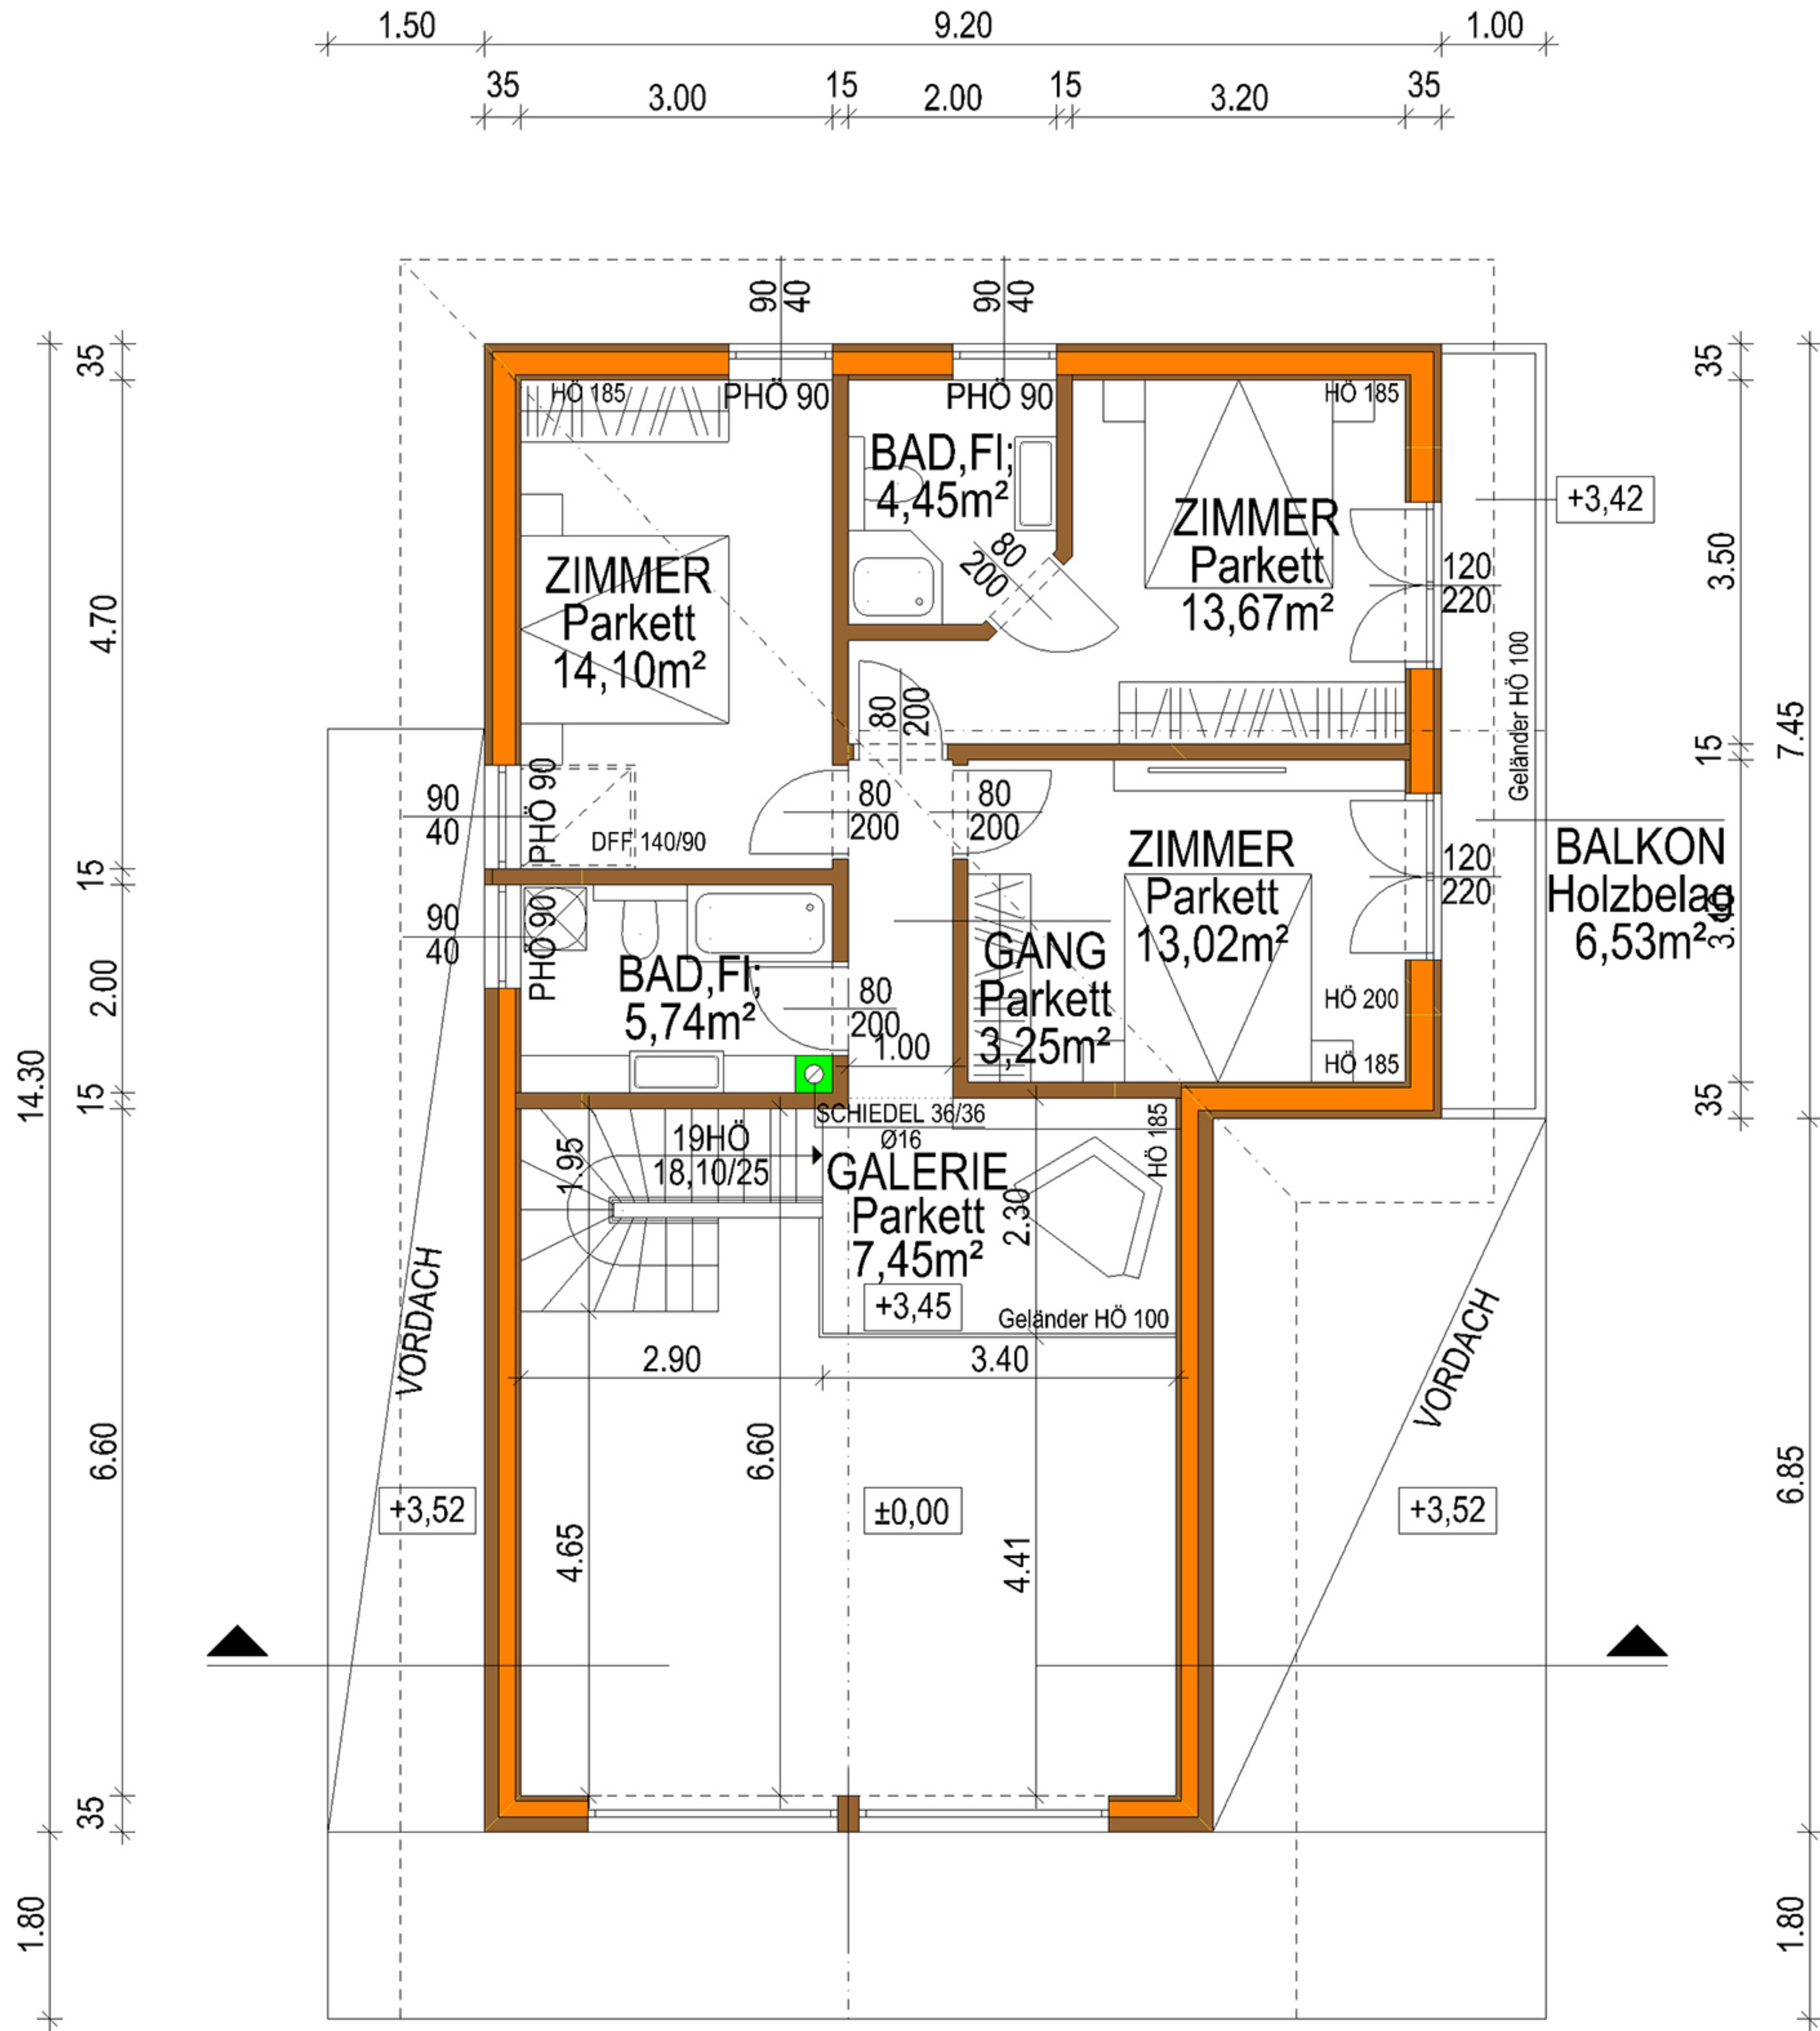 1.50
9.20
1.00
35
3.00
15
2.00
15
3.20
35
90
40
90
40
35
4.70
15
2.00
15
6.60
35
14.30
1.80
HÖ 185
PHÖ 90
PHÖ 90
HÖ 185
BAD,FI;
4,45m²
ZIMMER
Parkett
13,67m²
ZIMMER
Parkett
14,10m²
80
200
80
200
120
220
+3,42
Geländer HÖ 100
35
3.50
15
35
7.45
6.85
1.80
90
40
PHÖ 90
DFF 140/90
80
200
80
200
ZIMMER
Parkett
13,02m²
120
220
BALKON
Holzbelag
6,53m²
90
40
PHÖ 90
BAD,FI;
5,74m²
80
200
1.00
GANG
Parkett
3,25m²
HÖ 200
HÖ 185
SCHIEDEL 36/36
Ø16
HÖ 185
1.95
19HÖ
18,10/25
GALERIE
Parkett
7,45m²
2.30
+3,45
Geländer HÖ 100
2.90
3.40
VORDACH
VORDACH
6.60
4.65
4.41
+3,52
±0,00
+3,52